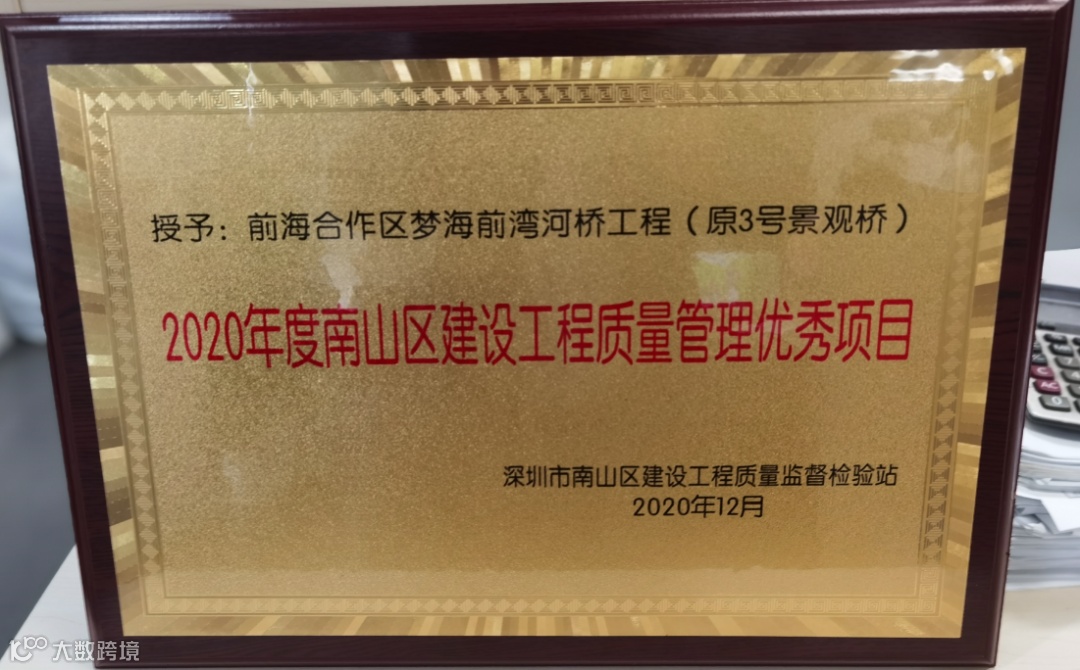 授予：前海合作区梦海前湾河桥工程（原3号景观桥）
2020年度南山区建设工程质量管理优秀项目
深圳市南山区建设工程质量监督检验站
2020年12月
大数跨境